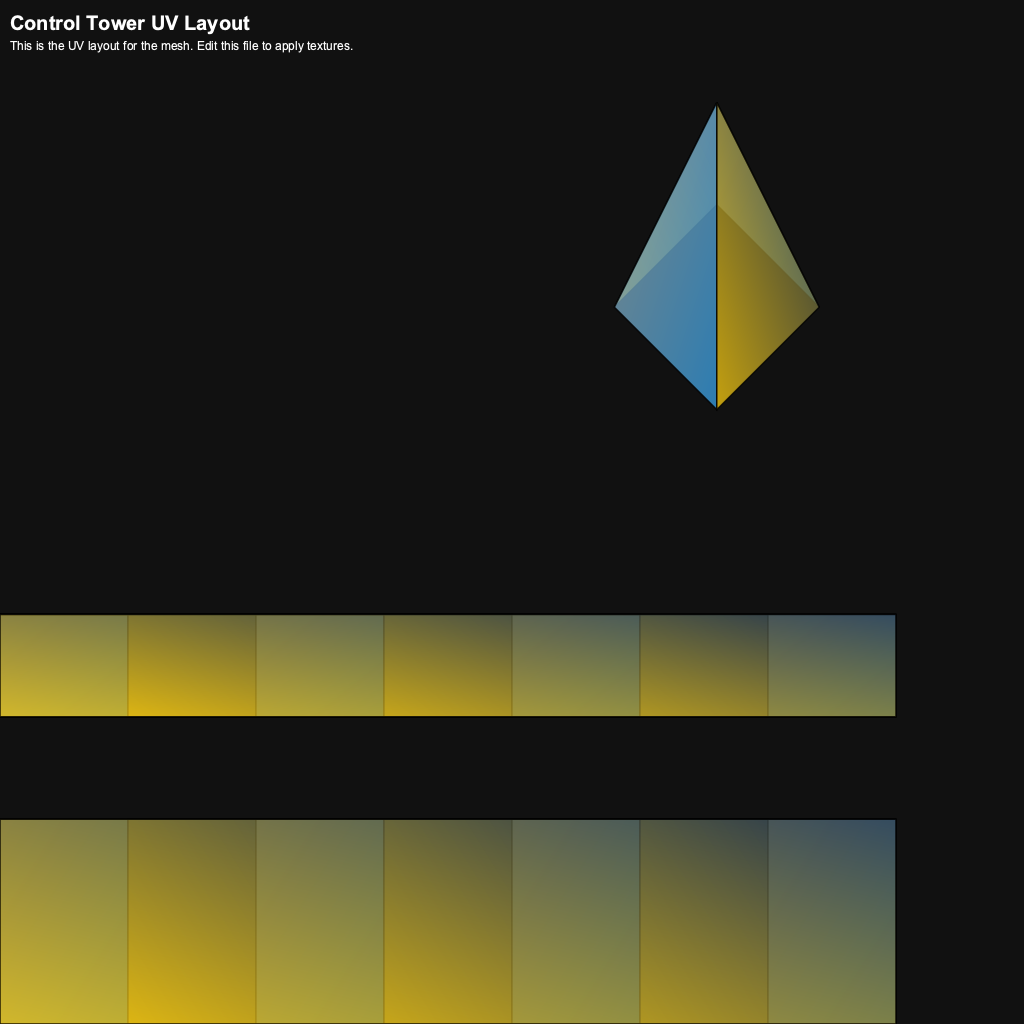 Control Tower UV Layout
This is the UV layout for the mesh. Edit this file to apply textures.